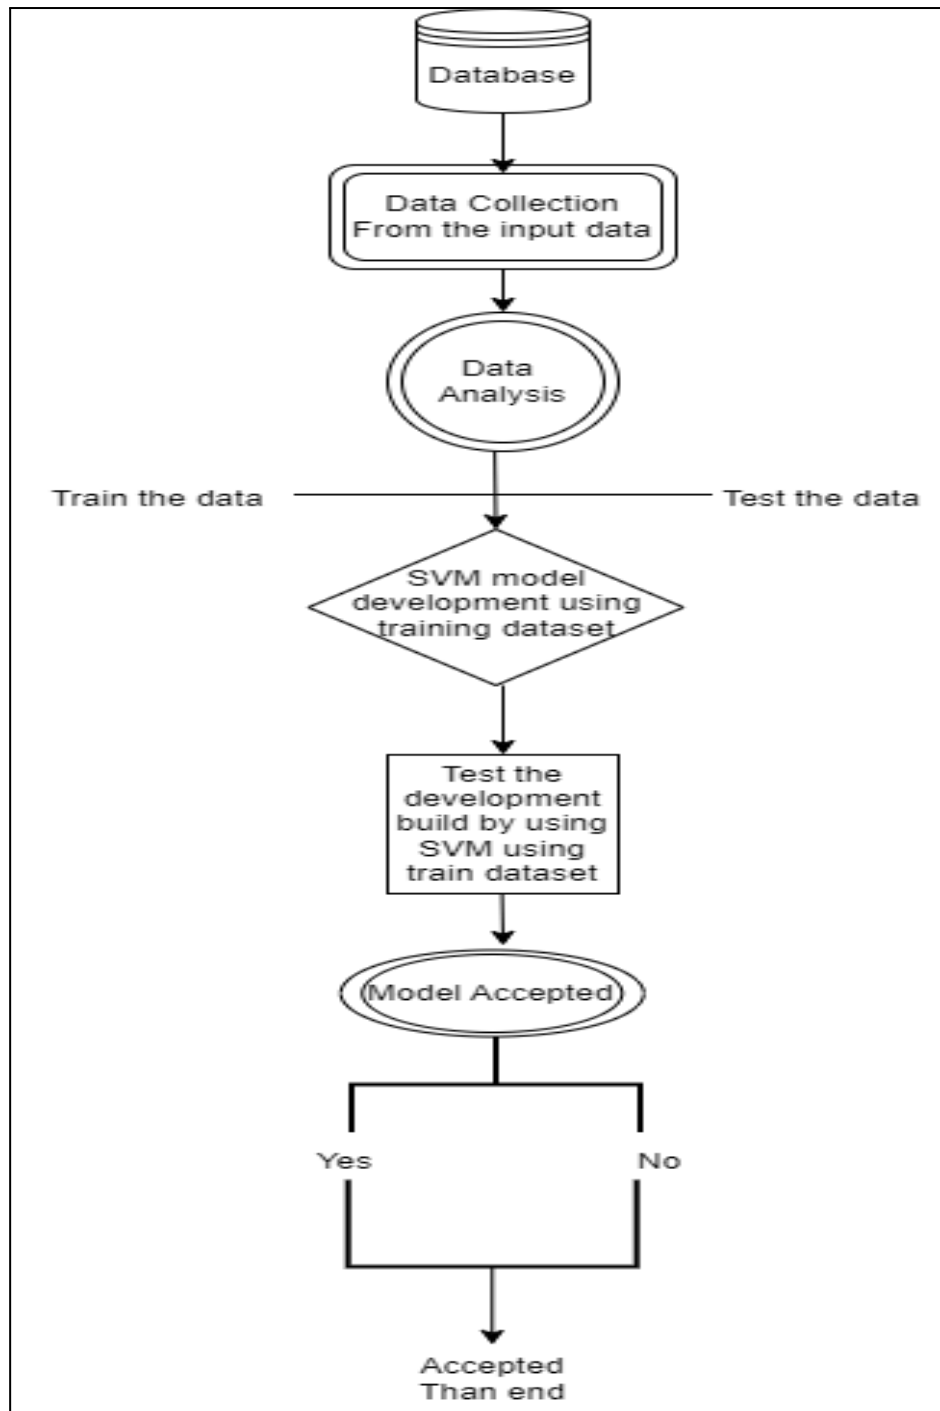 Database
Data Collection
From the input data
Data
Analysis
Train the data
Test the data
SVM model
development using
training dataset
Test the
development
build by using
SVM using
train dataset
Model Accepted
Yes
No
Accepted
Than end